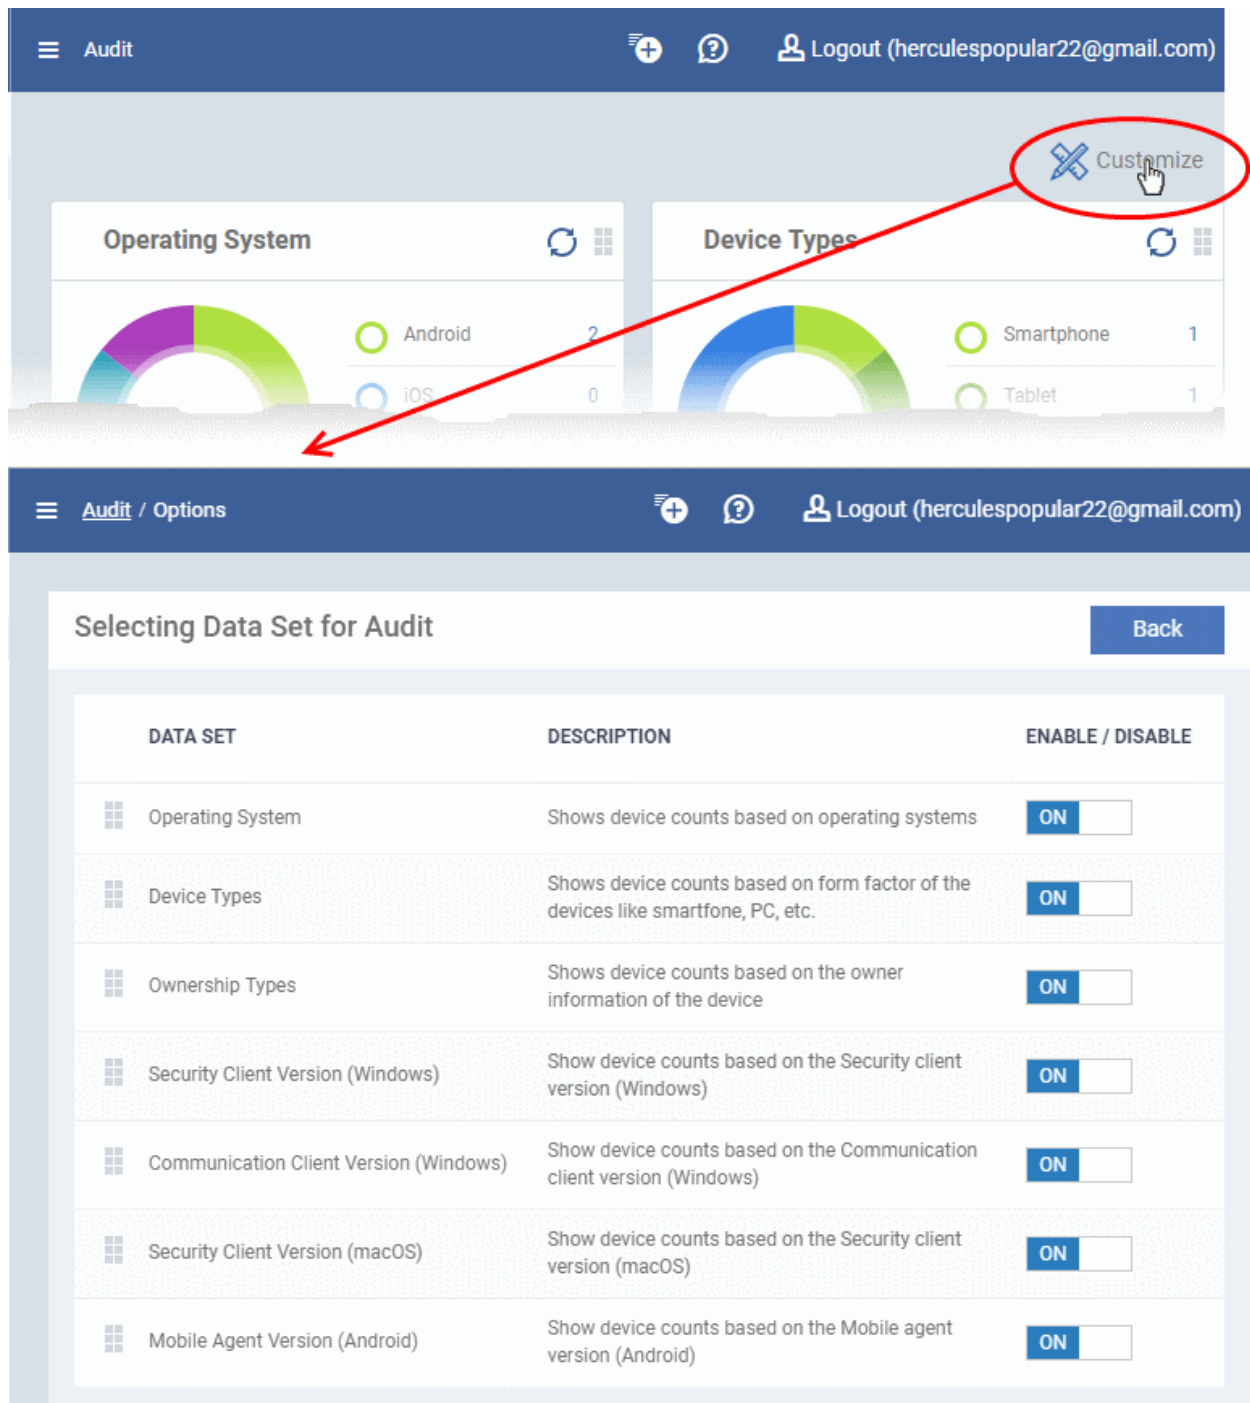 Audit
Logout (herculespopular22@gmail.com)
Customize
Operating System
Device Types
Android 2
iOS 0
Smartphone 1
Tablet 1
Audit / Options
Logout (herculespopular22@gmail.com)
Selecting Data Set for Audit
Back
DATA SET DESCRIPTION ENABLE / DISABLE
Operating System
Shows device counts based on operating systems
ON
Device Types
Shows device counts based on form factor of the
devices like smartfone, PC, etc.
ON
Ownership Types
Shows device counts based on the owner
information of the device
ON
Security Client Version (Windows)
Show device counts based on the Security client
version (Windows)
ON
Communication Client Version (Windows)
Show device counts based on the Communication
client version (Windows)
ON
Security Client Version (macOS)
Show device counts based on the Security client
version (macOS)
ON
Mobile Agent Version (Android)
Show device counts based on the Mobile agent
version (Android)
ON